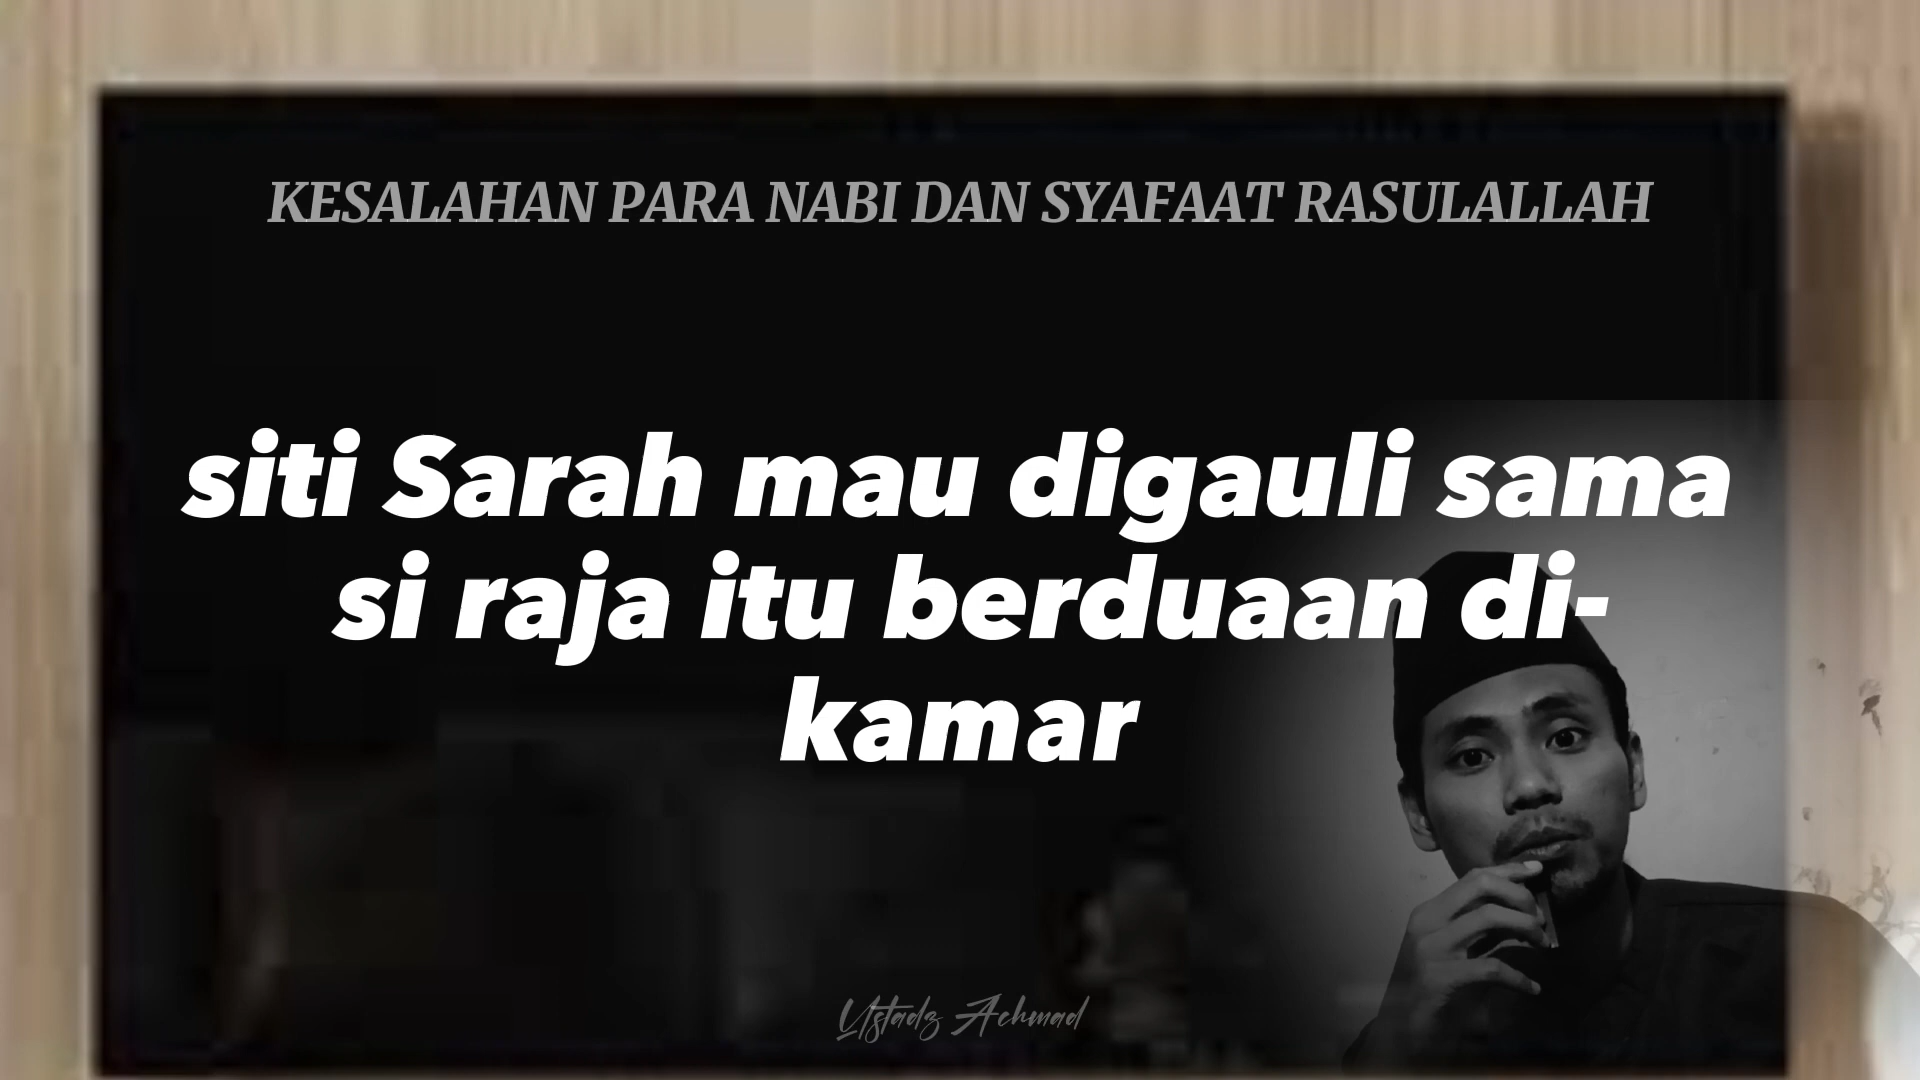 KESALAHAN PARA NABI DAN SYAFAAT RASULALLAH
siti Sarah mau digauli sama
si raja itu berduaan di-
kamar
Ustadz Achmad